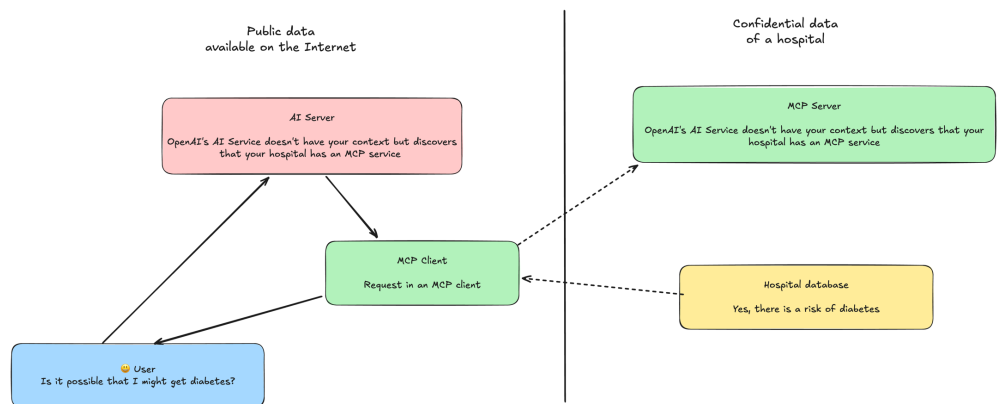 Public data
available on the Internet
Confidential data
of a hospital
AI Server
OpenAI's AI Service doesn't have your context but discovers
that your hospital has an MCP service
MCP Server
OpenAI's AI Service doesn't have your context but discovers that your
hospital has an MCP service
MCP Client
Request in an MCP client
Hospital database
Yes, there is a risk of diabetes
😀 User
Is it possible that I might get diabetes?